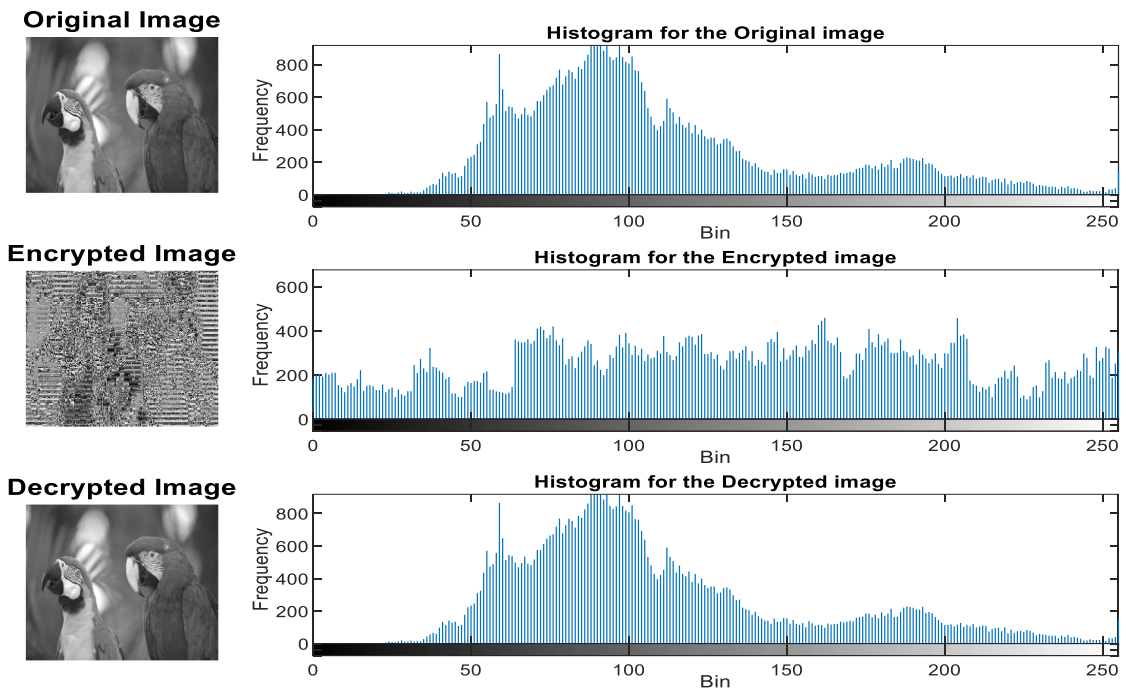 Original Image
Histogram for the Original image
Frequency
800
600
400
200
0
0 50 100 150 200 250
Bin
Encrypted Image
Histogram for the Encrypted image
Frequency
600
400
200
0
0 50 100 150 200 250
Bin
Decrypted Image
Histogram for the Decrypted image
Frequency
800
600
400
200
0
0 50 100 150 200 250
Bin